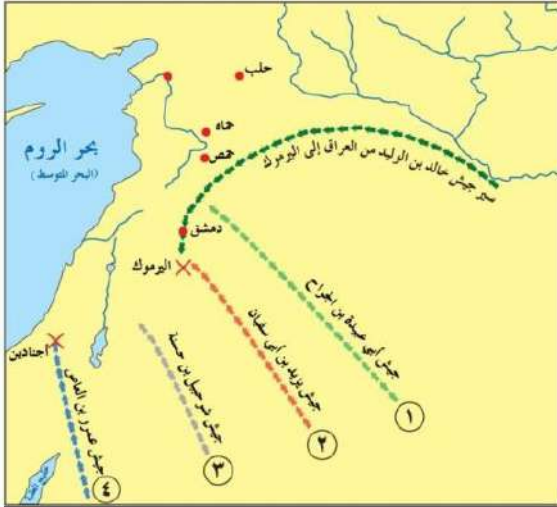 حلب
حماه
حمص
بحر الروم
(البحر المتوسط)
سير جيش خالد بن الوليد من العراق إلى اليرموك
دمشق
اليرموك
أجنادين
جيش أبي عبيدة بن الجراح
١
جيش يزيد بن أبي سفيان
٢
جيش شرحبيل بن حسنة
٣
جيش عمرو بن العاص
٤